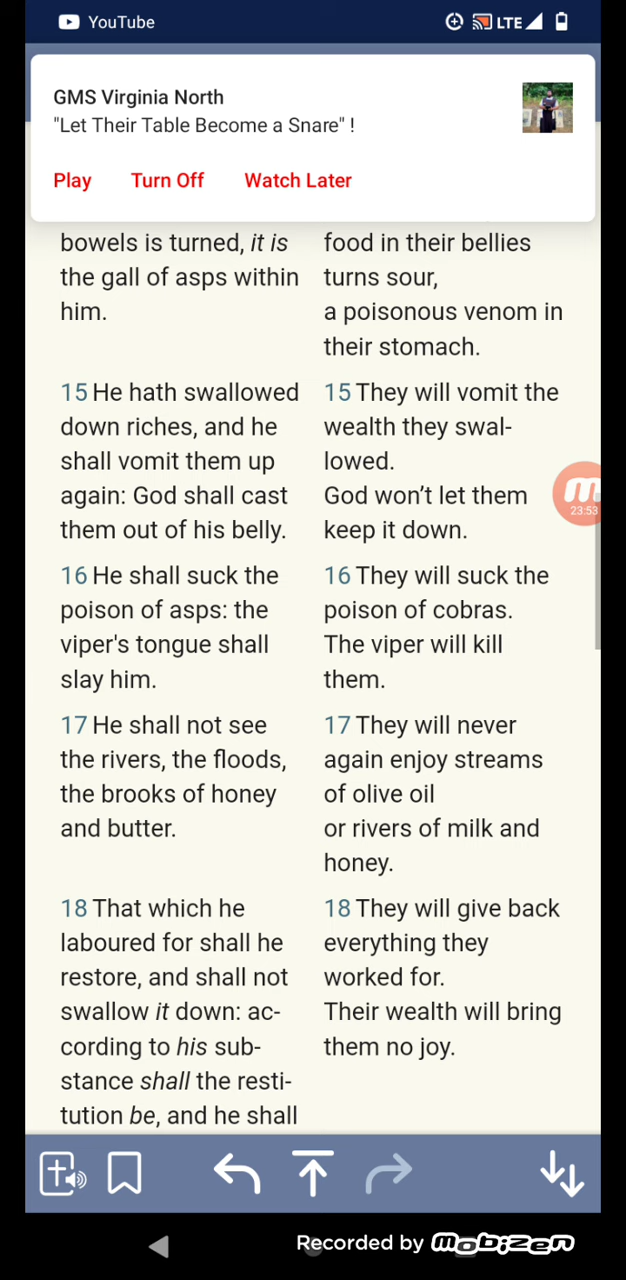 YouTube
LTE
GMS Virginia North
"Let Their Table Become a Snare" !
Play Turn Off Watch Later
bowels is turned, it is
the gall of asps within
him.
15 He hath swallowed
down riches, and he
shall vomit them up
again: God shall cast
them out of his belly.
16 He shall suck the
poison of asps: the
viper's tongue shall
slay him.
17 He shall not see
the rivers, the floods,
the brooks of honey
and butter.
18 That which he
laboured for shall he
restore, and shall not
swallow it down: ac-
cording to his sub-
stance shall the resti-
tution be, and he shall
food in their bellies
turns sour,
a poisonous venom in
their stomach.
15 They will vomit the
wealth they swal-
lowed.
God won’t let them
keep it down.
16 They will suck the
poison of cobras.
The viper will kill
them.
17 They will never
again enjoy streams
of olive oil
or rivers of milk and
honey.
18 They will give back
everything they
worked for.
Their wealth will bring
them no joy.
23:53
Recorded by mobizen